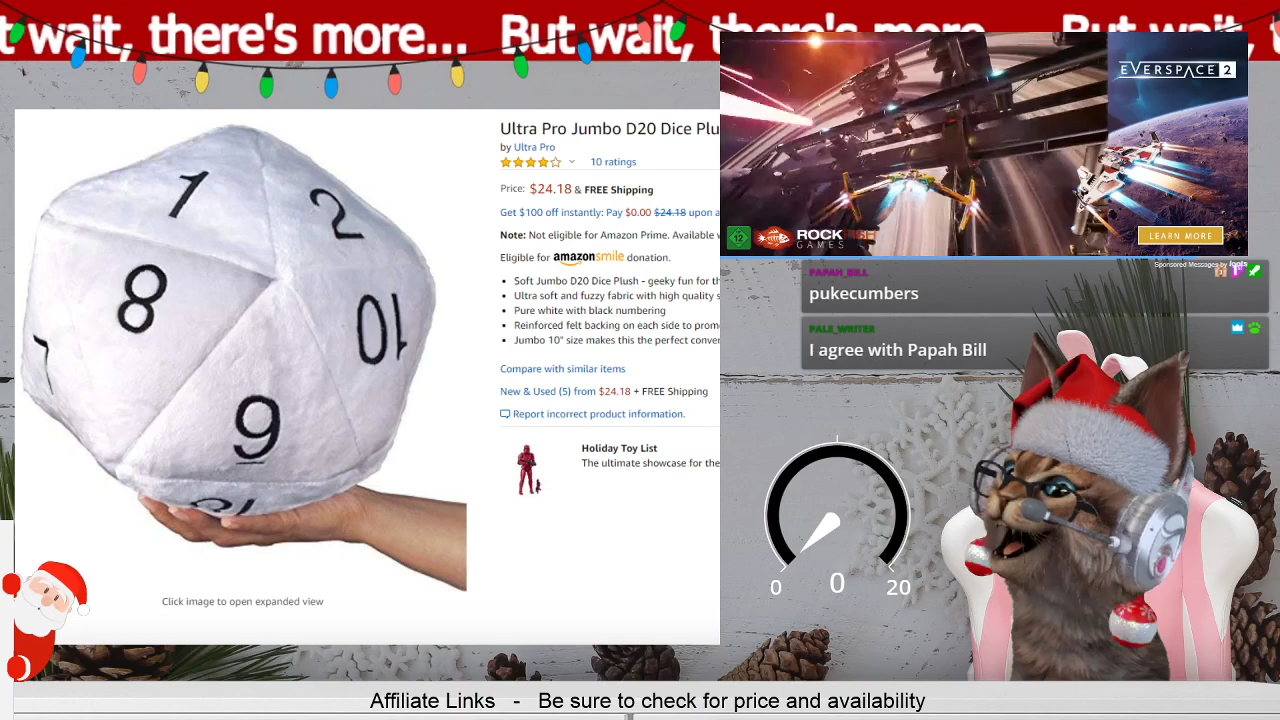 t wait, there's more...
But wait, there's more
But wait, t
Ultra Pro Jumbo D20 Dice Plu
by Ultra Pro
10 ratings
Price: $24.18 & FREE Shipping
Get $100 off instantly: Pay $0.00 $24.18 upon a
Note: Not eligible for Amazon Prime. Available
Eligible for amazonsmile donation.
• Soft Jumbo D20 Dice Plush - geeky fun for th
• Ultra soft and fuzzy fabric with high quality s
• Pure white with black numbering
• Reinforced felt backing on each side to prom
• Jumbo 10" size makes this the perfect conver
Compare with similar items
New & Used (5) from $24.18 + FREE Shipping
Report incorrect product information.
Holiday Toy List
The ultimate showcase for the
Click image to open expanded view
1
2
8
10
7
6
EVERSPACE 2
12
ROCKFISH
GAMES
LEARN MORE
Sponsored Messages by
PAPAH_BILL
pukecumbers
PALE_WRITER
I agree with Papah Bill
0
0
20
Affiliate Links - Be sure to check for price and availability